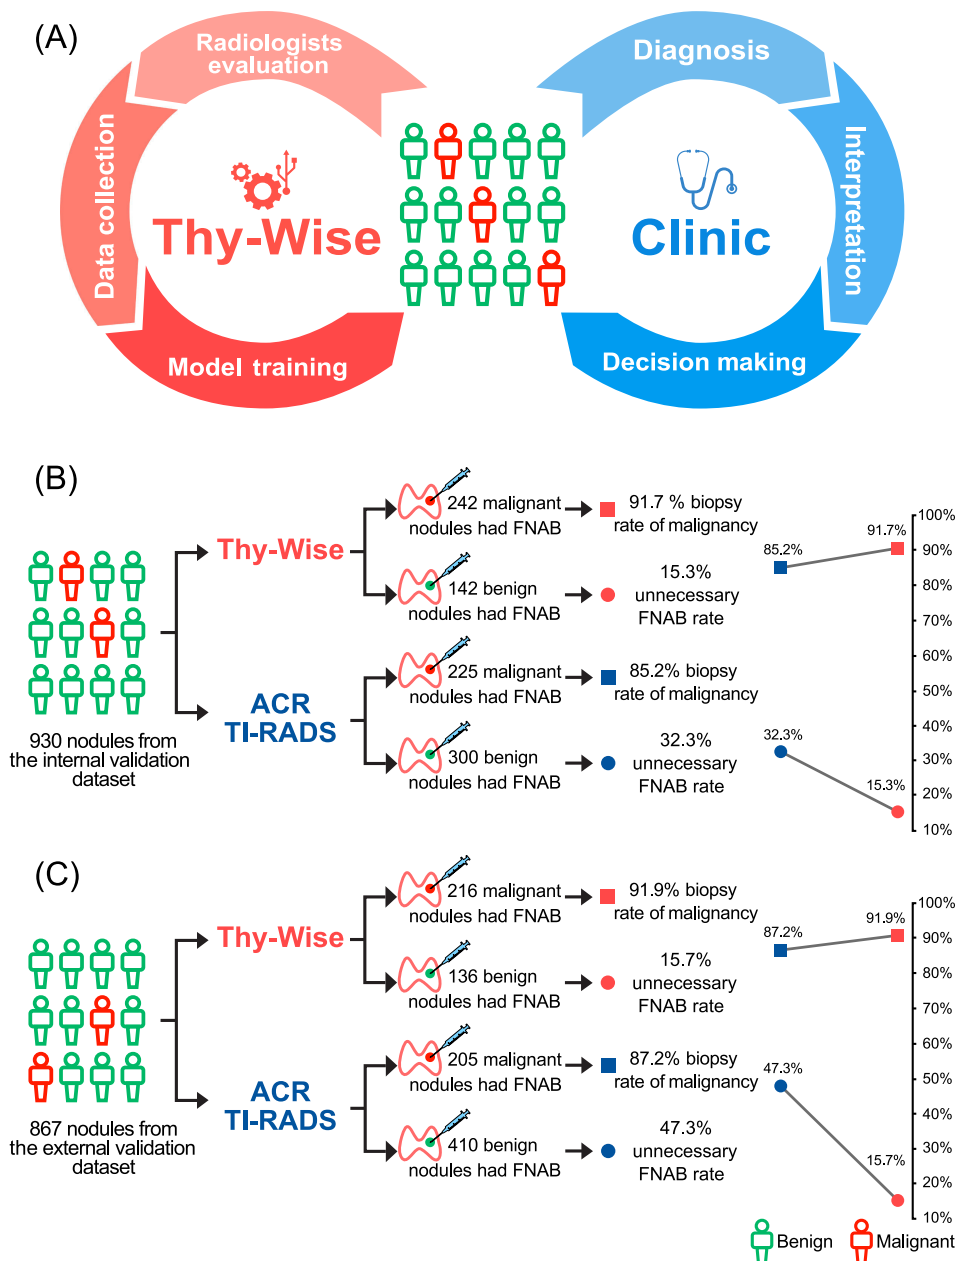 (A)
Radiologists
evaluation
Data collection
Model training
Thy-Wise
Diagnosis
Interpretation
Decision making
Clinic
(B)
930 nodules from
the internal validation
dataset
Thy-Wise
242 malignant
nodules had FNAB
91.7 % biopsy
rate of malignancy
142 benign
nodules had FNAB
15.3%
unnecessary
FNAB rate
ACR
TI-RADS
225 malignant
nodules had FNAB
85.2% biopsy
rate of malignancy
300 benign
nodules had FNAB
32.3%
unnecessary
FNAB rate
85.2%
91.7%
32.3%
15.3%
100%
90%
80%
70%
60%
50%
40%
30%
20%
10%
(C)
867 nodules from
the external validation
dataset
Thy-Wise
216 malignant
nodules had FNAB
91.9% biopsy
rate of malignancy
136 benign
nodules had FNAB
15.7%
unnecessary
FNAB rate
ACR
TI-RADS
205 malignant
nodules had FNAB
87.2% biopsy
rate of malignancy
410 benign
nodules had FNAB
47.3%
unnecessary
FNAB rate
87.2%
91.9%
47.3%
15.7%
100%
90%
80%
70%
60%
50%
40%
30%
20%
10%
Benign
Malignant